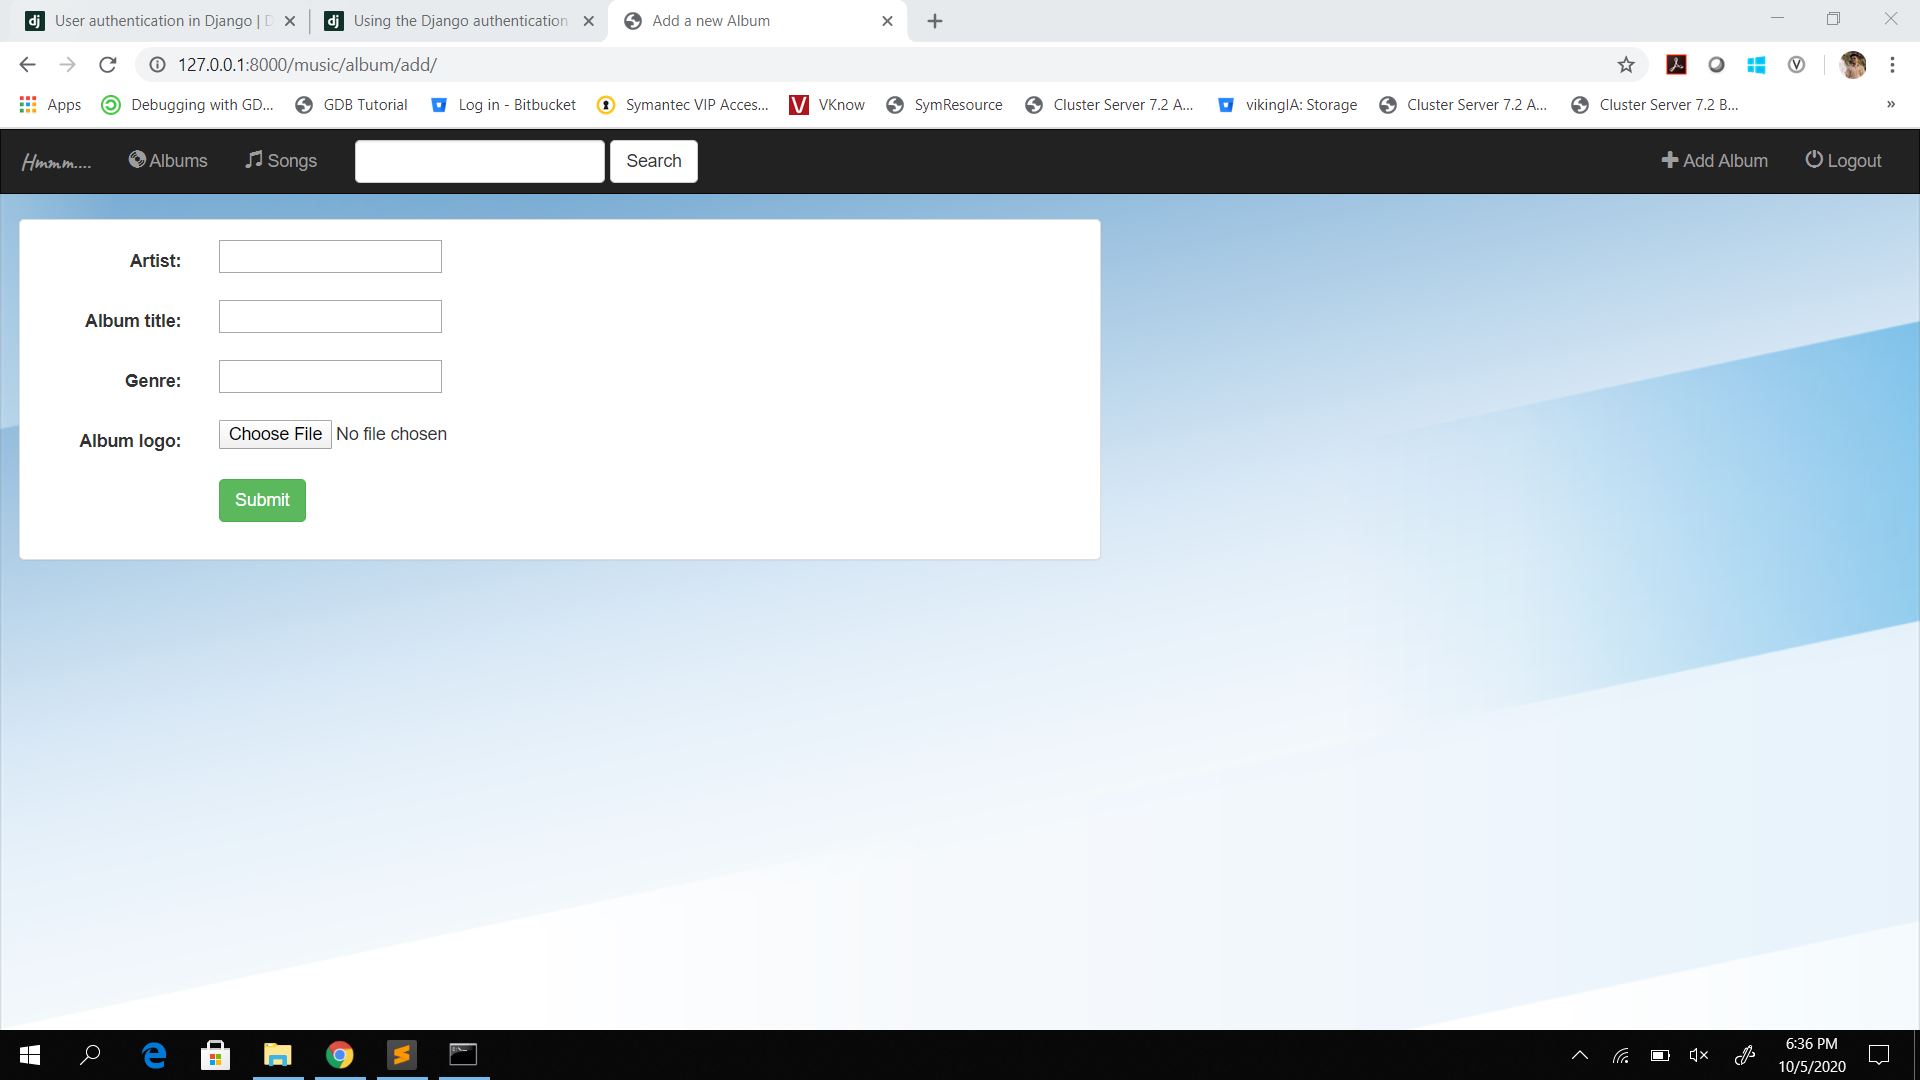 User authentication in Django | D
Using the Django authentication
Add a new Album
127.0.0.1:8000/music/album/add/
Apps
Debugging with GD...
GDB Tutorial
Log in - Bitbucket
Symantec VIP Acces...
VKnow
SymResource
Cluster Server 7.2 A...
vikingIA: Storage
Cluster Server 7.2 A...
Cluster Server 7.2 B...
»
Hmmm....
Albums
Songs
Search
Add Album
Logout
Artist:
Album title:
Genre:
Album logo: Choose File No file chosen
Submit
6:36 PM
10/5/2020